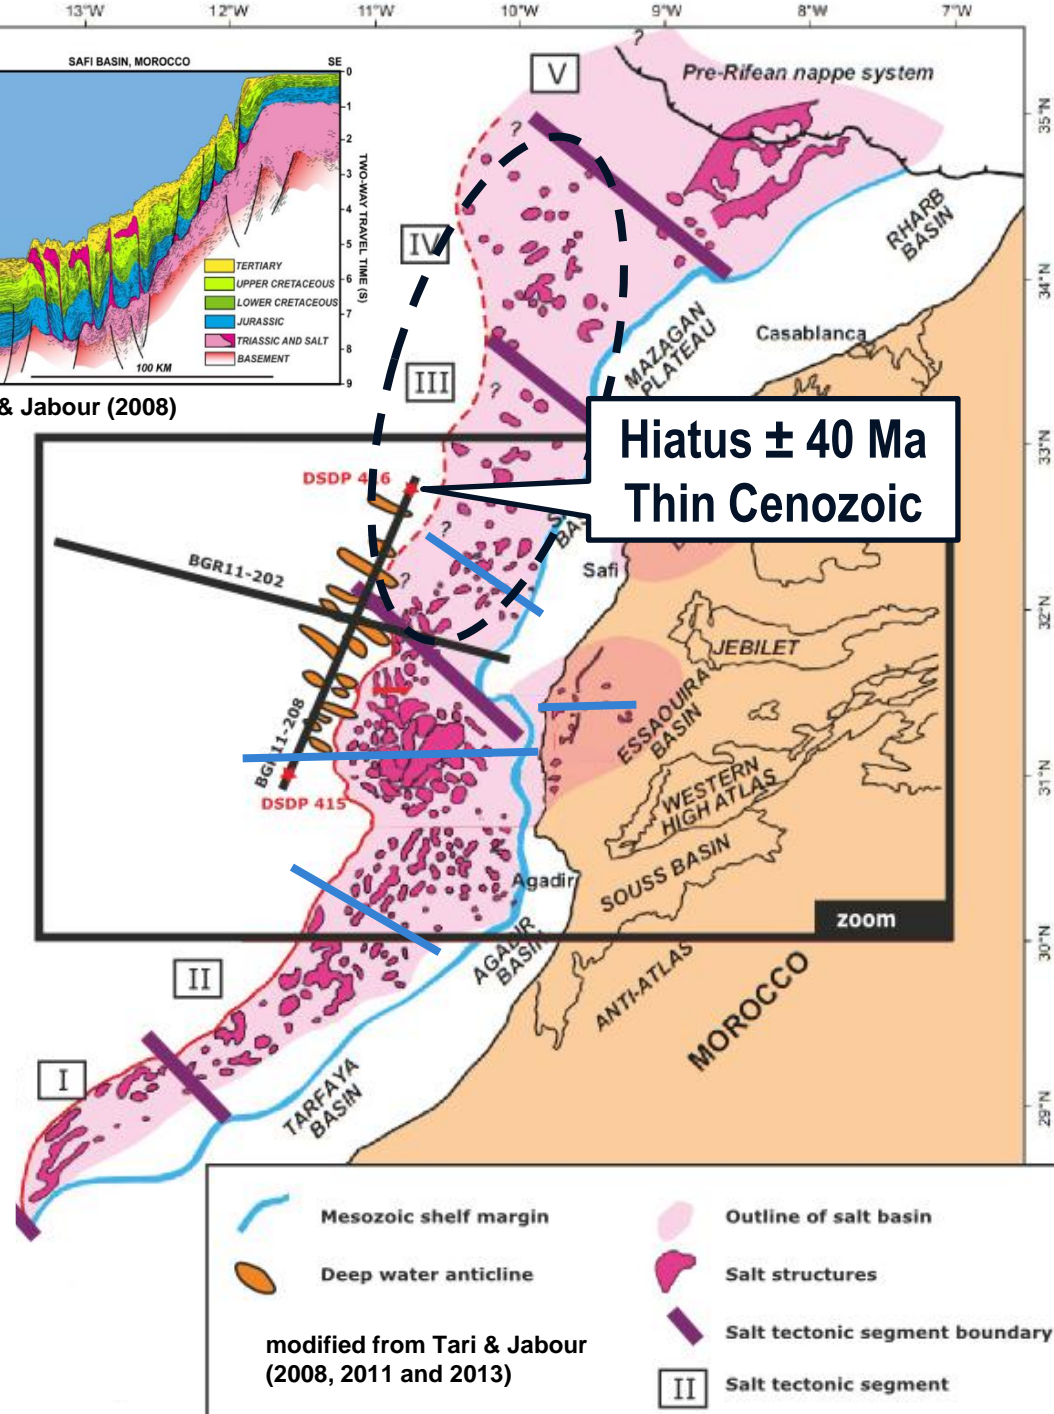 13°W 12°W 11°W 10°W 9°W 8°W 7°W
SAFI BASIN, MOROCCO SE
0
1
2
3
4
5
6
7
8
9
TWO-WAY TRAVEL TIME (S)
TERTIARY
UPPER CRETACEOUS
LOWER CRETACEOUS
JURASSIC
TRIASSIC AND SALT
BASEMENT
100 KM
& Jabour (2008)
?
V
Pre-Rifean nappe system
35°N
?
IV
RHARB
BASIN
34°N
MAZAGAN
PLATEAU
Casablanca
III
?
33°N
Hiatus ± 40 Ma
Thin Cenozoic
DSDP 416
?
BGR11-202
?
Safi
32°N
JEBILET
ESSAOUIRA
BASIN
BGR11-208
WESTERN
HIGH ATLAS
31°N
DSDP 415
SOUSS BASIN
Agadir
zoom
30°N
AGADIR
BASIN
ANTI-ATLAS
II
MOROCCO
I
TARFAYA
BASIN
29°N
Mesozoic shelf margin
Outline of salt basin
Deep water anticline
Salt structures
Salt tectonic segment boundary
modified from Tari & Jabour
(2008, 2011 and 2013)
II
Salt tectonic segment